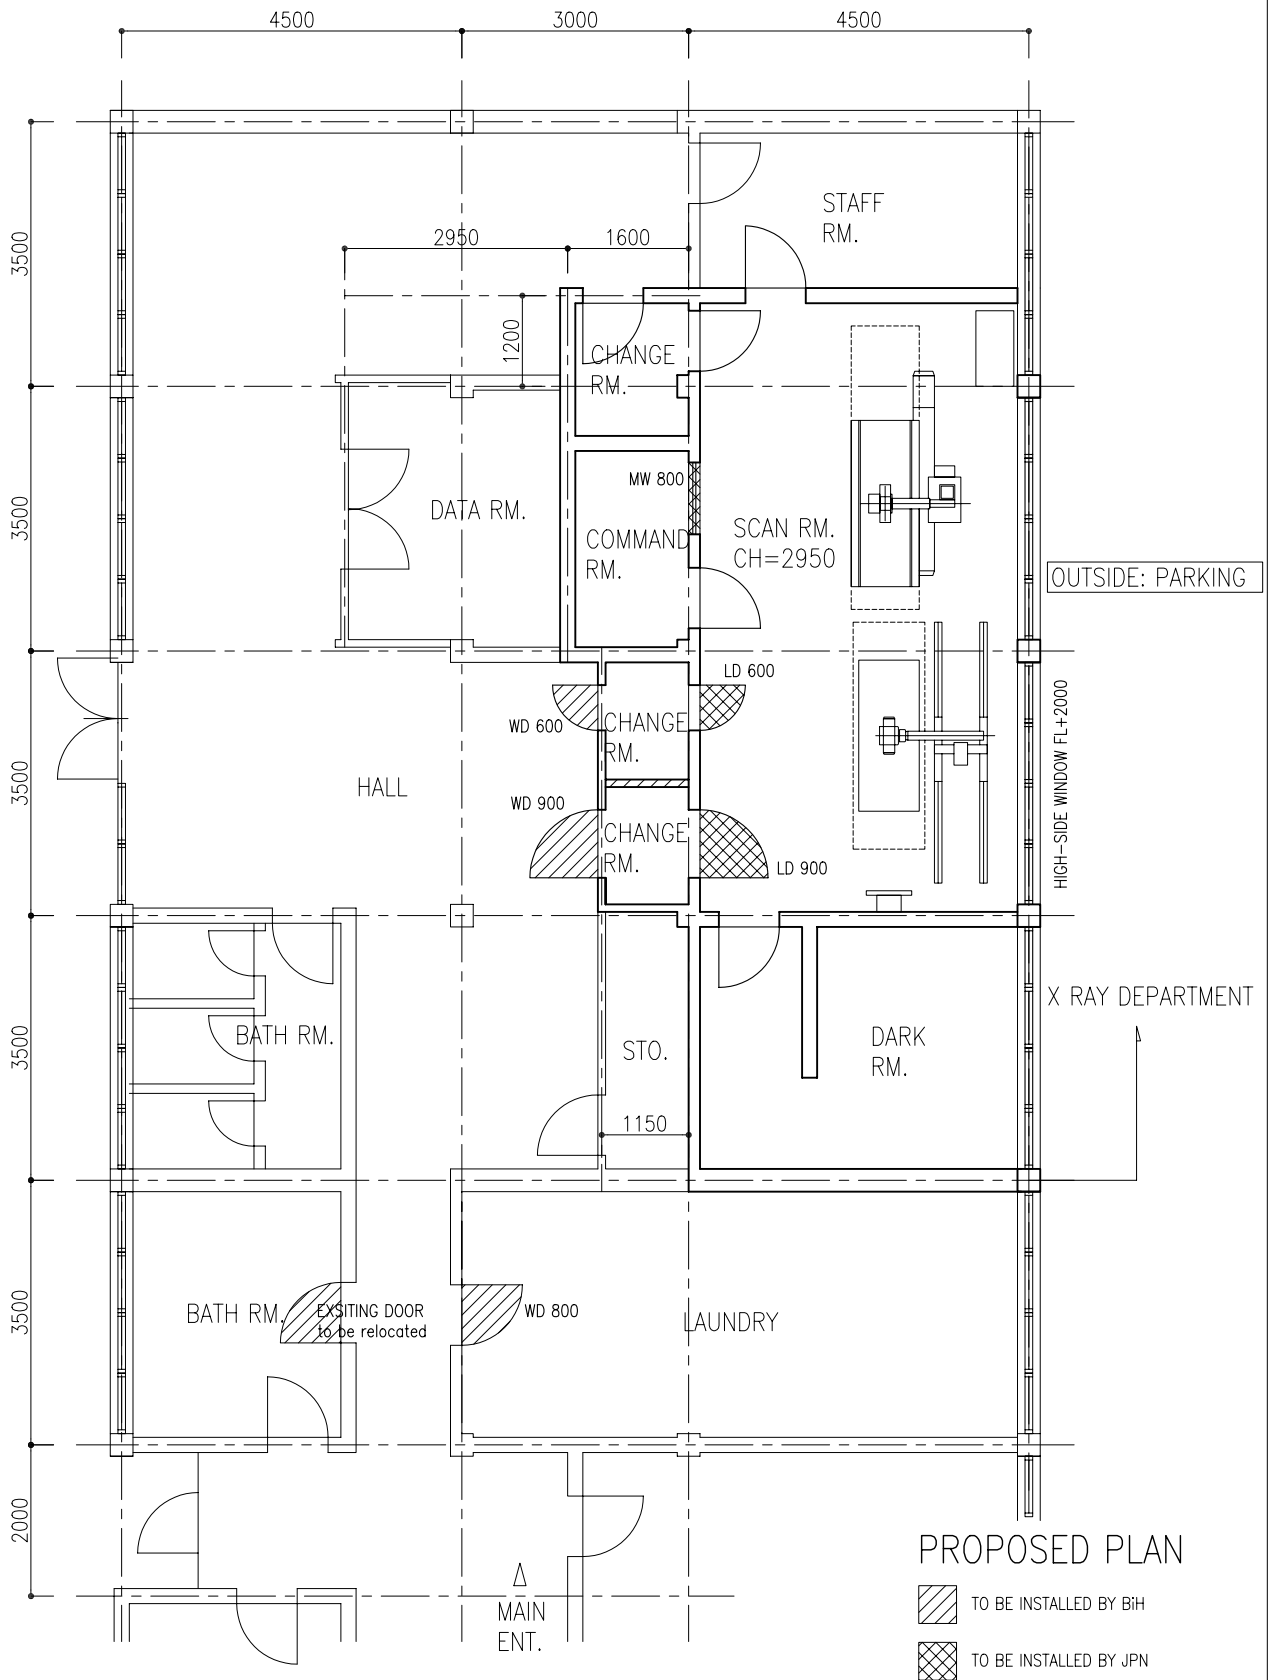 4500
3000
4500
STAFF
RM.
3500
2950
1600
1200
CHANGE
RM.
MW 800
3500
DATA RM.
COMMAND
RM.
SCAN RM.
CH=2950
OUTSIDE: PARKING
LD 600
WD 600
CHANGE
RM.
HIGH-SIDE WINDOW FL+2000
3500
HALL
WD 900
CHANGE
RM.
LD 900
X RAY DEPARTMENT
3500
BATH RM.
STO.
DARK
RM.
1150
3500
BATH RM.
EXSITING DOOR
to be relocated
WD 800
LAUNDRY
2000
MAIN
ENT.
PROPOSED PLAN
TO BE INSTALLED BY BiH
TO BE INSTALLED BY JPN